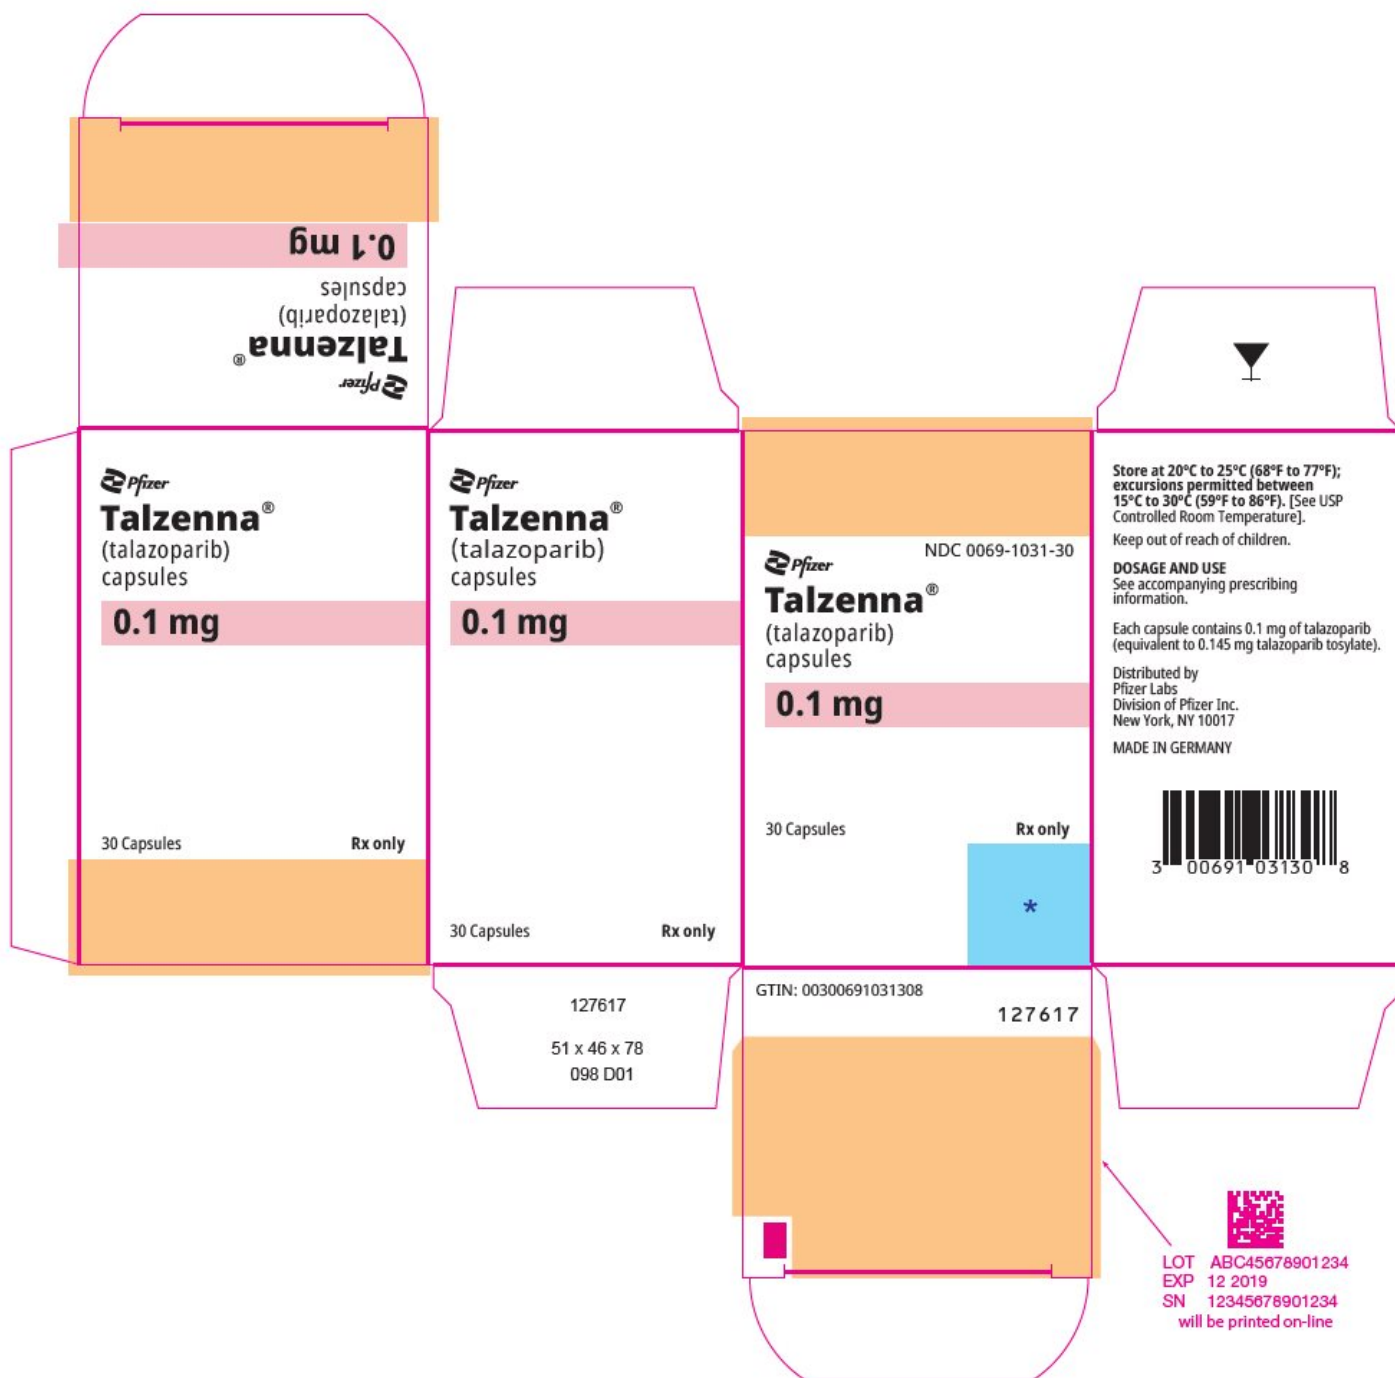 Pfizer
Talzenna®
(talazoparib)
capsules
0.1 mg
Pfizer
Talzenna®
(talazoparib)
capsules
0.1 mg
30 Capsules
Rx only
Pfizer
Talzenna®
(talazoparib)
capsules
0.1 mg
30 Capsules
Rx only
127617
51 x 46 x 78
098 D01
NDC 0069-1031-30
Pfizer
Talzenna®
(talazoparib)
capsules
0.1 mg
30 Capsules
Rx only
*
GTIN: 00300691031308
127617
Store at 20°C to 25°C (68°F to 77°F);
excursions permitted between
15°C to 30°C (59°F to 86°F). [See USP
Controlled Room Temperature].
Keep out of reach of children.
DOSAGE AND USE
See accompanying prescribing
information.
Each capsule contains 0.1 mg of talazoparib
(equivalent to 0.145 mg talazoparib tosylate).
Distributed by
Pfizer Labs
Division of Pfizer Inc.
New York, NY 10017
MADE IN GERMANY
3 00691 03130 8
LOT ABC45678901234
EXP 12 2019
SN 12345678901234
will be printed on-line